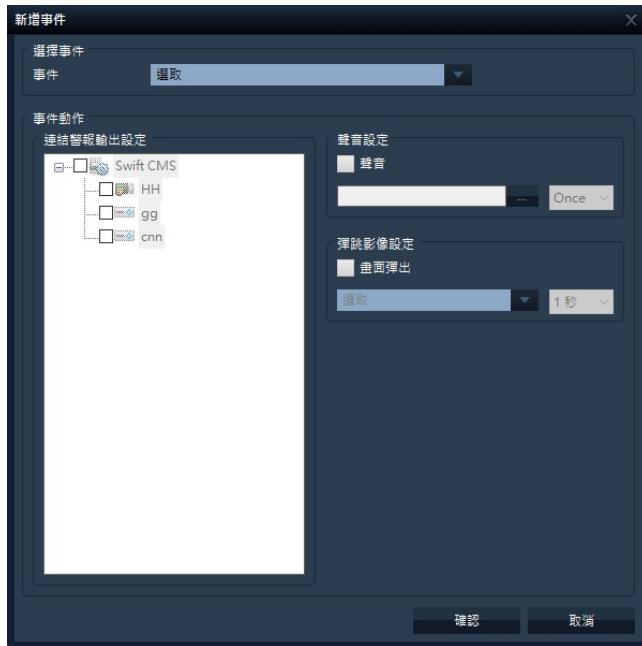 新增事件
選擇事件
事件
選取
事件動作
連結警報輸出設定
Swift CMS
HH
gg
cnn
聲音設定
聲音
... Once
彈跳影像設定
畫面彈出
選取 1 秒
確認 取消